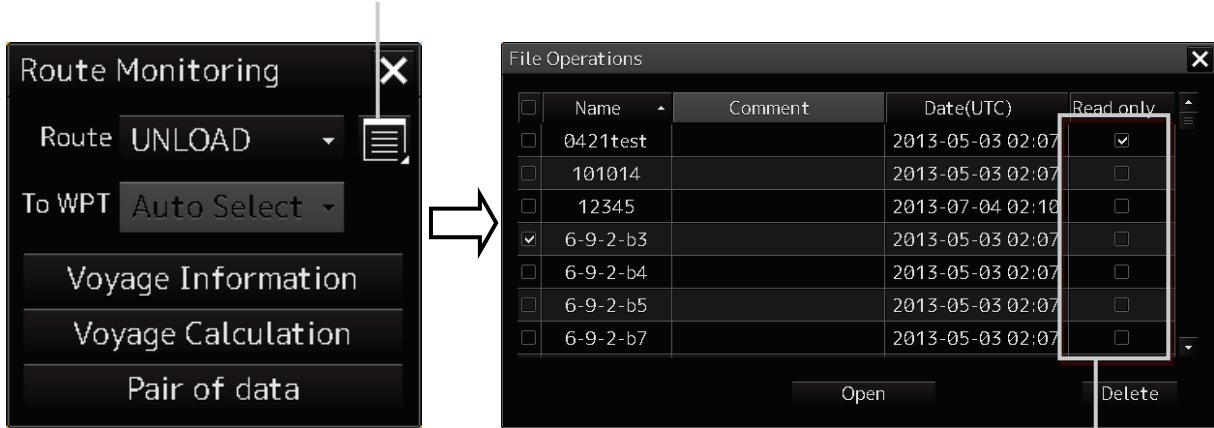 Route Monitoring
Route UNLOAD
To WPT Auto Select
Voyage Information
Voyage Calculation
Pair of data
File Operations
Name Comment Date(UTC) Read only
0421test 2013-05-03 02:07
101014 2013-05-03 02:07
12345 2013-07-04 02:10
6-9-2-b3 2013-05-03 02:07
6-9-2-b4 2013-05-03 02:07
6-9-2-b5 2013-05-03 02:07
6-9-2-b7 2013-05-03 02:07
Open Delete